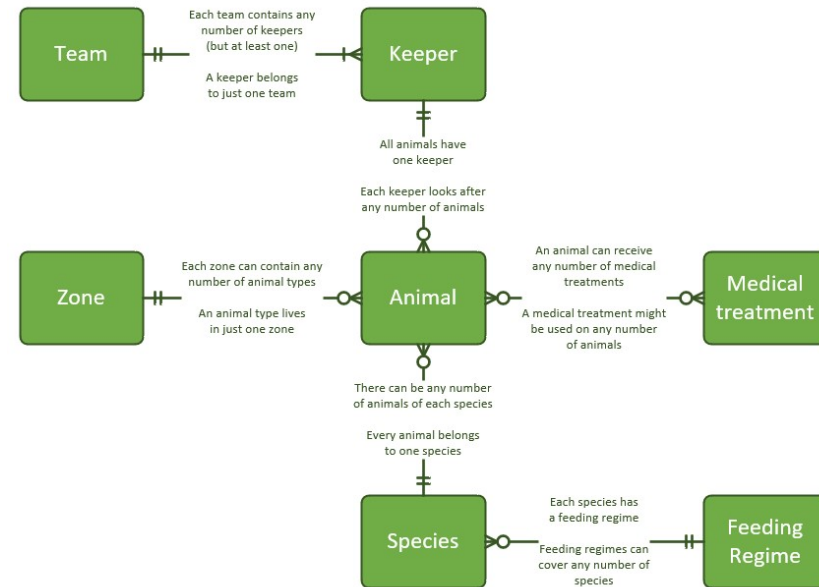 Team
Each team contains any
number of keepers
(but at least one)
A keeper belongs
to just one team
Keeper
All animals have
one keeper
Each keeper looks after
any number of animals
Zone
Each zone can contain any
number of animal types
An animal type lives
in just one zone
Animal
An animal can receive
any number of medical
treatments
A medical treatment might
be used on any number
of animals
Medical
treatment
There can be any number
of animals of each species
Every animal belongs
to one species
Species
Each species has
a feeding regime
Feeding regimes can
cover any number of
species
Feeding
Regime